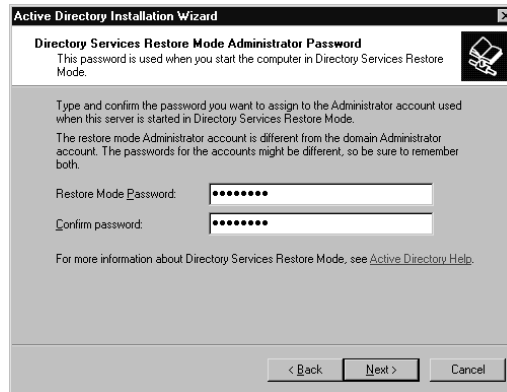 Active Directory Installation Wizard
Directory Services Restore Mode Administrator Password
This password is used when you start the computer in Directory Services Restore
Mode.
Type and confirm the password you want to assign to the Administrator account used
when this server is started in Directory Services Restore Mode.
The restore mode Administrator account is different from the domain Administrator
account. The passwords for the accounts might be different, so be sure to remember
both.
Restore Mode Password: ●●●●●●●●
Confirm password: ●●●●●●●●
For more information about Directory Services Restore Mode, see Active Directory Help.
< Back Next > Cancel